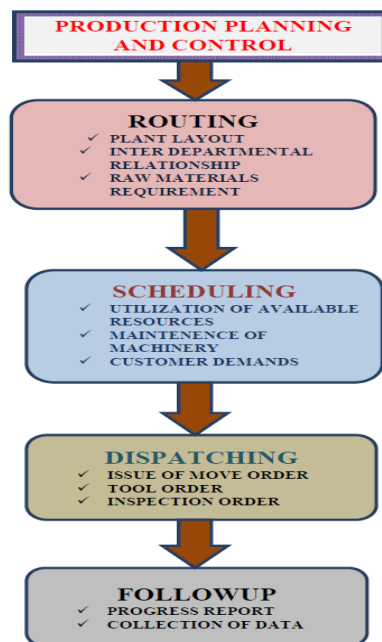 PRODUCTION PLANNING
AND CONTROL
ROUTING
✓ PLANT LAYOUT
✓ INTER DEPARTMENTAL
RELATIONSHIP
✓ RAW MATERIALS
REQUIREMENT
SCHEDULING
✓ UTILIZATION OF AVAILABLE
RESOURCES
✓ MAINTENENCE OF
MACHINERY
✓ CUSTOMER DEMANDS
DISPATCHING
✓ ISSUE OF MOVE ORDER
✓ TOOL ORDER
✓ INSPECTION ORDER
FOLLOWUP
✓ PROGRESS REPORT
✓ COLLECTION OF DATA